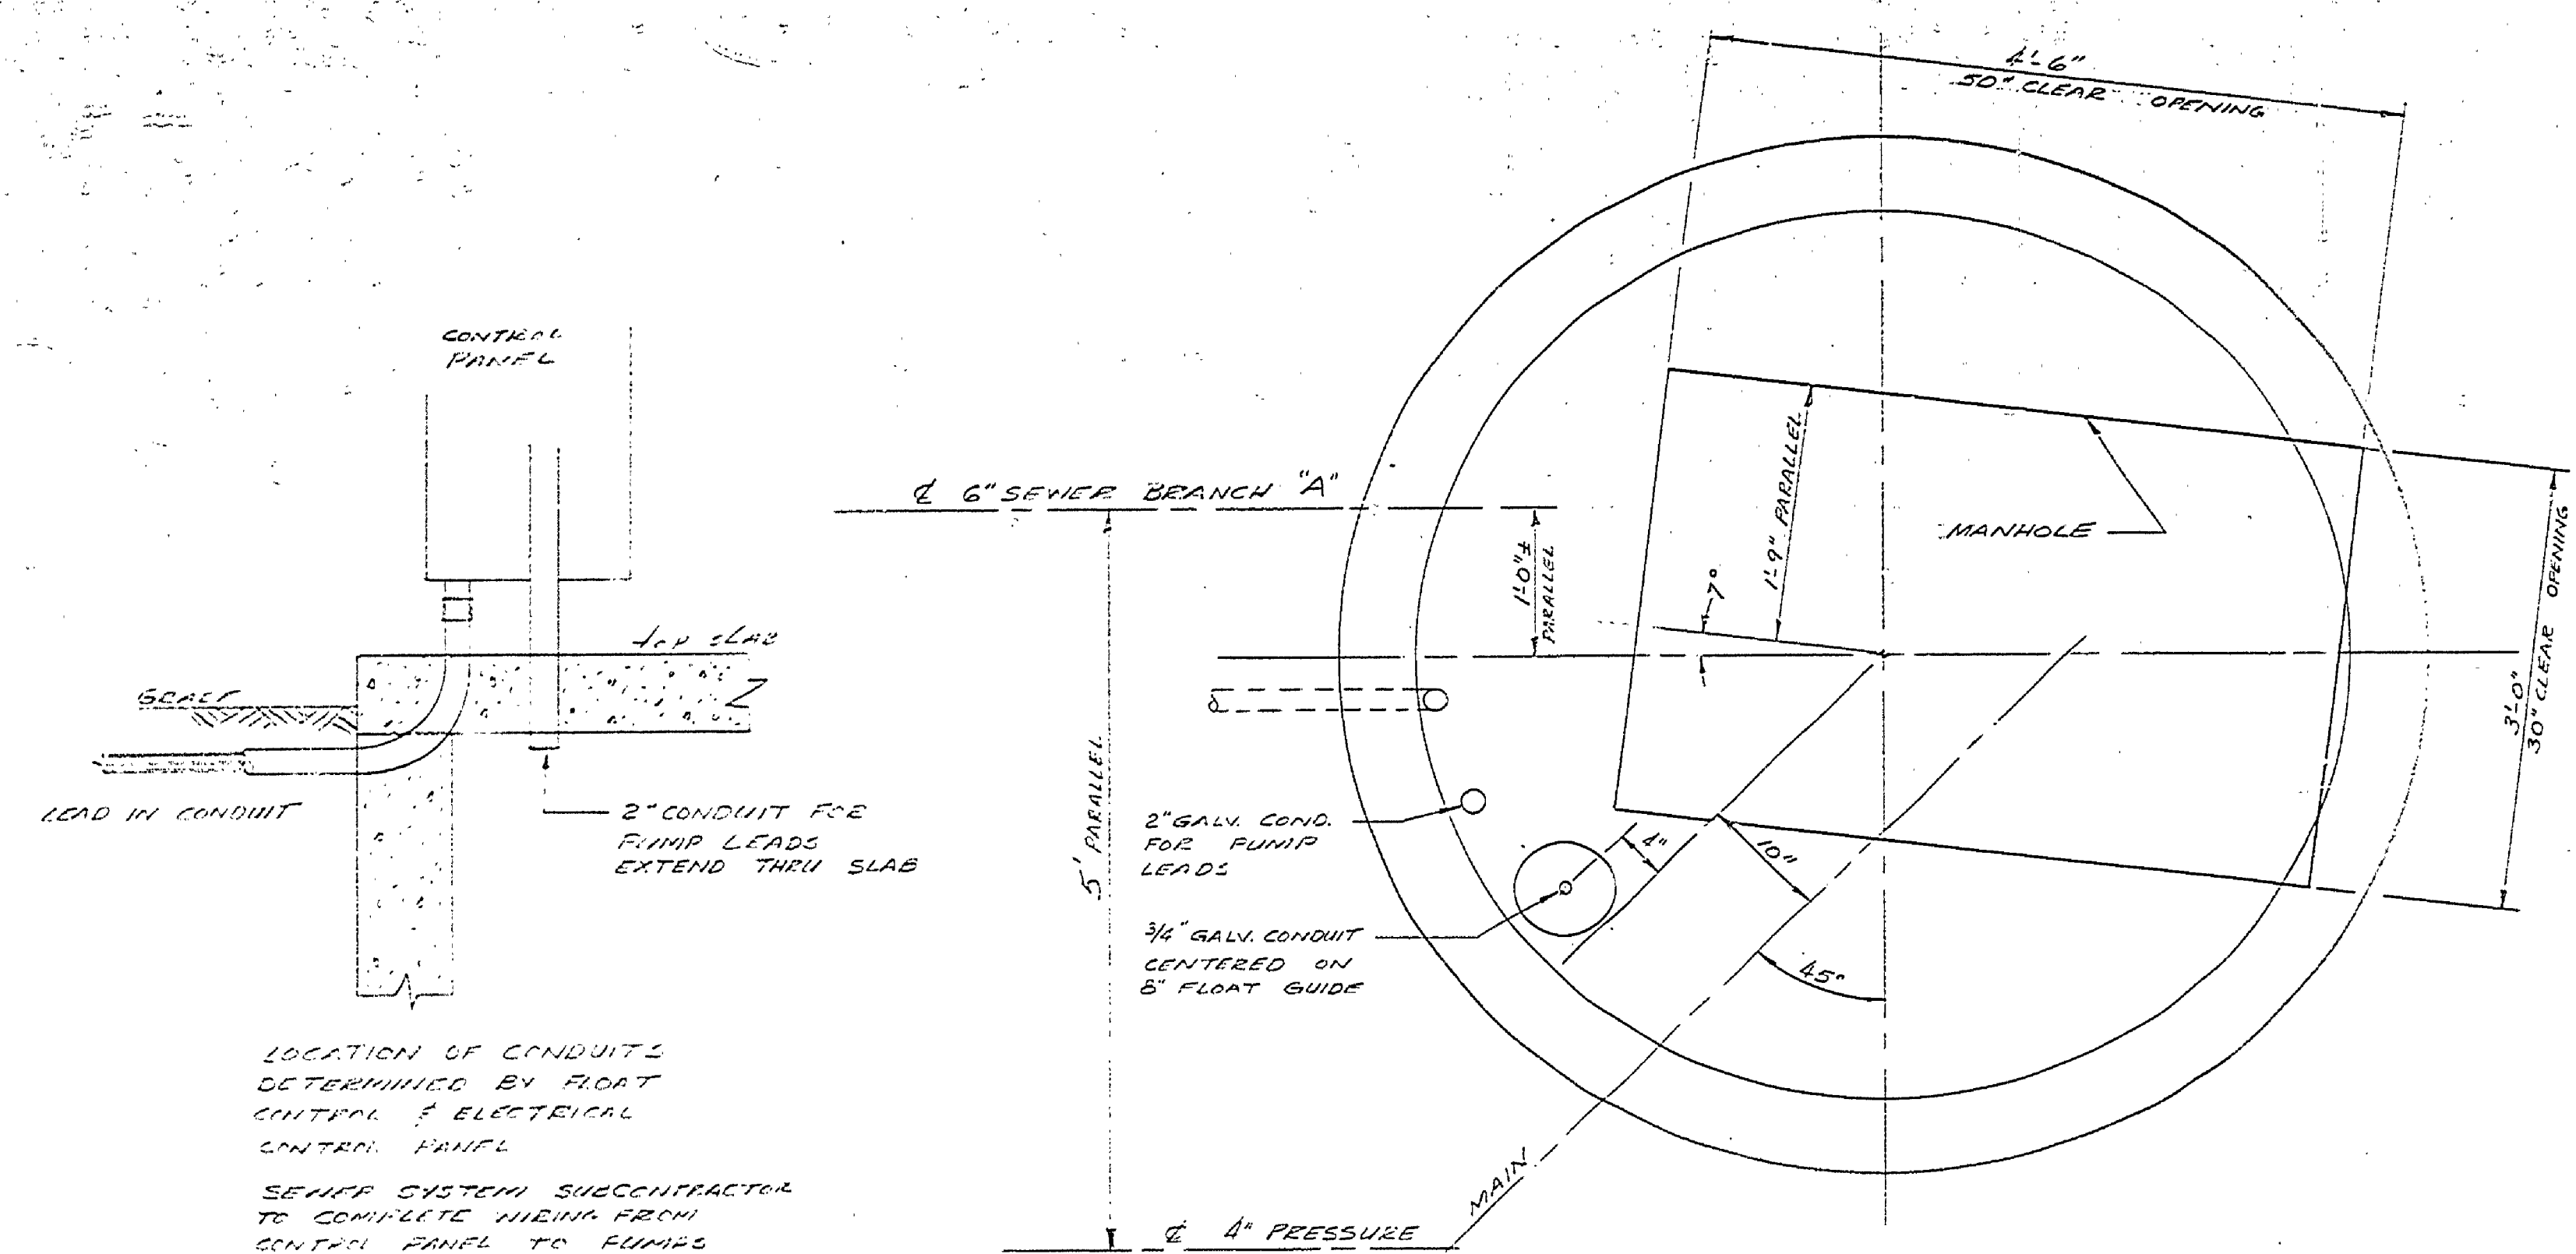 4'-6"
50" CLEAR OPENING
CONTROL
PANEL
℄ 6" SEWER BRANCH "A"
1'-0"±
PARALLEL
1'-9" PARALLEL
7°
MANHOLE
3'-0"
30" CLEAR OPENING
TOP SLAB
LEAD IN CONDUIT
2" CONDUIT FOR
PUMP LEADS
EXTEND THRU SLAB
5' PARALLEL
2" GALV. COND.
FOR PUMP
LEADS
4"
10"
3/4" GALV. CONDUIT
CENTERED ON
8" FLOAT GUIDE
45°
LOCATION OF CONDUITS
DETERMINED BY FLOAT
CONTROL & ELECTRICAL
CONTROL PANEL
SEWER SYSTEM SUBCONTRACTOR
TO COMPLETE WIRING FROM
CONTROL PANEL TO PUMPS
℄ 4" PRESSURE
MAIN